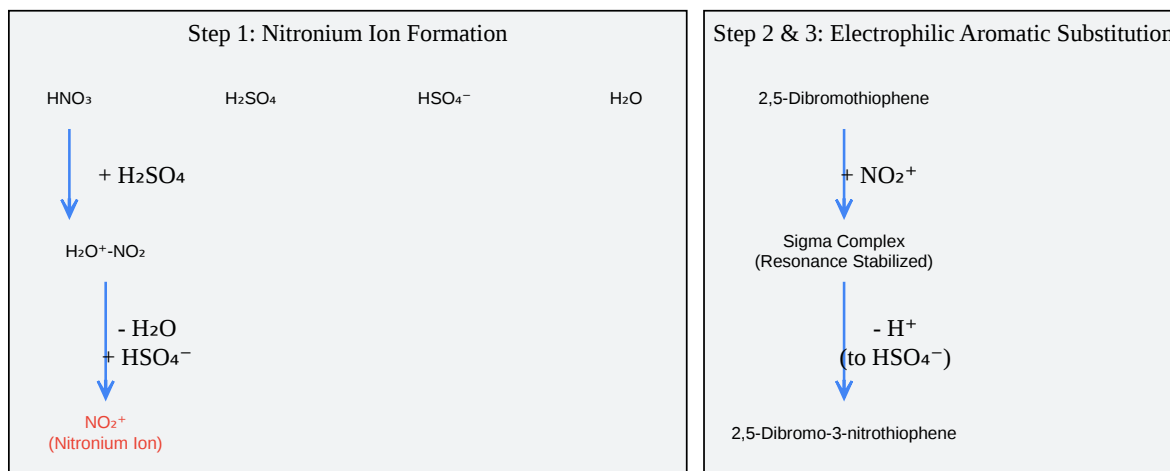 Step 1: Nitronium Ion Formation
HNO₃
H₂SO₄
HSO₄⁻
H₂O
+ H₂SO₄
H₂O⁺-NO₂
- H₂O
+ HSO₄⁻
NO₂⁺
(Nitronium Ion)
Step 2 & 3: Electrophilic Aromatic Substitution
2,5-Dibromothiophene
+ NO₂⁺
Sigma Complex
(Resonance Stabilized)
- H⁺
(to HSO₄⁻)
2,5-Dibromo-3-nitrothiophene